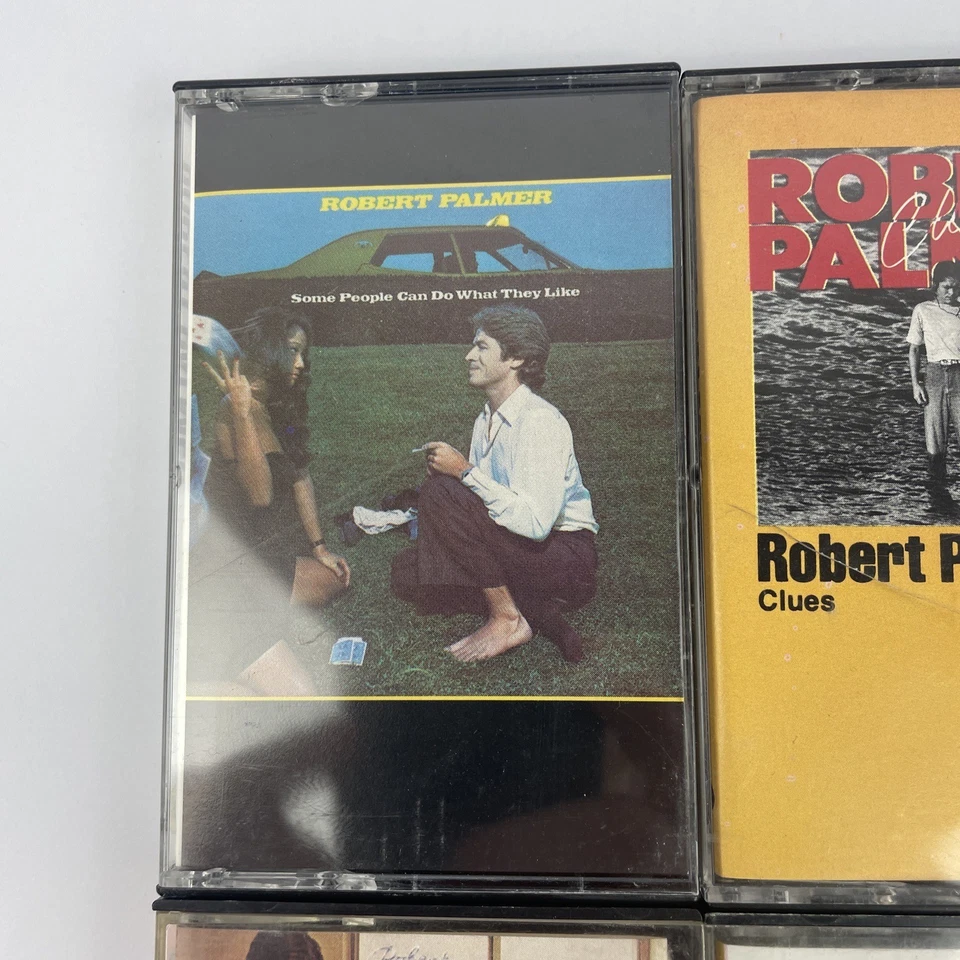 ROBERT PALMER
Some People Can Do What They Like
ROB
PAL
Robert P
Clues